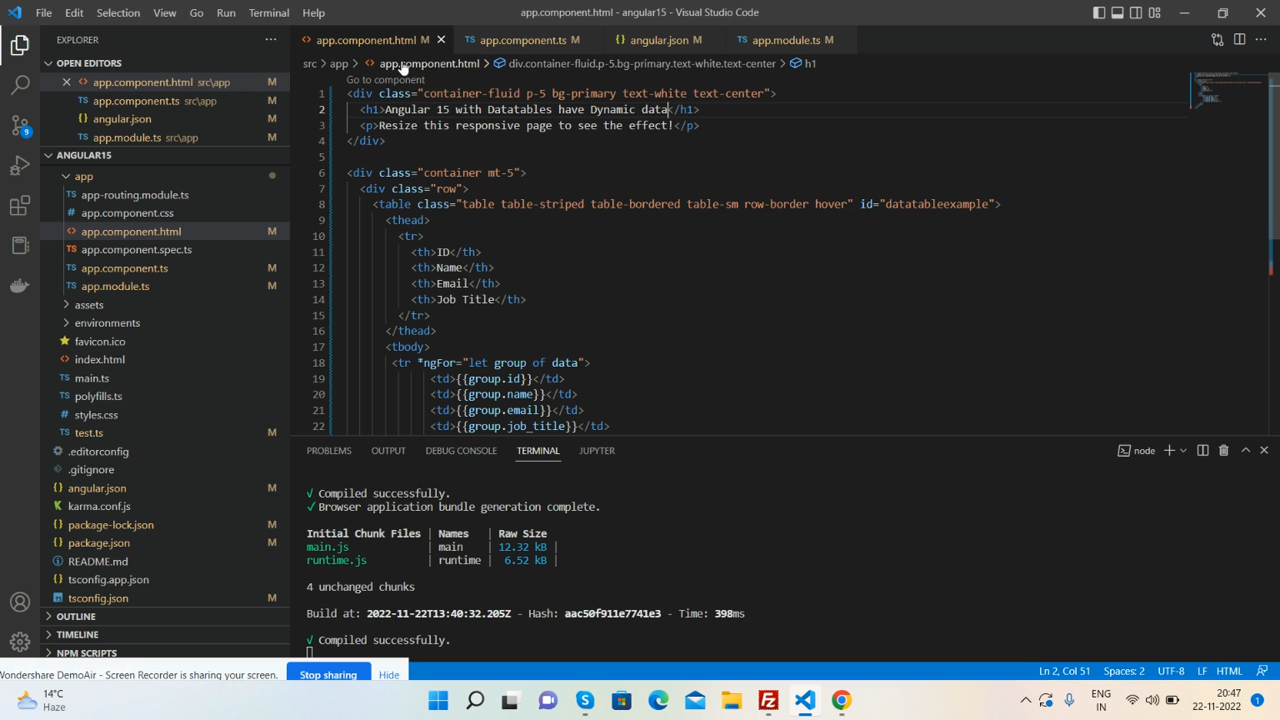 File Edit Selection View Go Run Terminal Help
app.component.html - angular15 - Visual Studio Code
EXPLORER
OPEN EDITORS
app.component.html src\app
app.component.ts src\app M
angular.json M
app.module.ts src\app M
ANGULAR15
app
app-routing.module.ts
app.component.css
app.component.html M
app.component.spec.ts
app.component.ts M
app.module.ts M
assets
environments
favicon.ico
index.html
main.ts
polyfills.ts
styles.css
test.ts
.editorconfig
.gitignore
angular.json M
karma.conf.js
package-lock.json M
package.json M
README.md
tsconfig.app.json
tsconfig.json M
OUTLINE
TIMELINE
NPM SCRIPTS
9
app.component.html M app.component.ts M angular.json M app.module.ts M
src > app > app.component.html > div.container-fluid.p-5.bg-primary.text-white.text-center > h1
Go to component
1 <div class="container-fluid p-5 bg-primary text-white text-center">
2 <h1>Angular 15 with Datatables have Dynamic data</h1>
3 <p>Resize this responsive page to see the effect!</p>
4 </div>
5
6 <div class="container mt-5">
7 <div class="row">
8 <table class="table table-striped table-bordered table-sm row-border hover" id="datatableexample">
9 <thead>
10 <tr>
11 <th>ID</th>
12 <th>Name</th>
13 <th>Email</th>
14 <th>Job Title</th>
15 </tr>
16 </thead>
17 <tbody>
18 <tr *ngFor="let group of data">
19 <td>{{group.id}}</td>
20 <td>{{group.name}}</td>
21 <td>{{group.email}}</td>
22 <td>{{group.job_title}}</td>
PROBLEMS OUTPUT DEBUG CONSOLE TERMINAL JUPYTER
node
√ Compiled successfully.
√ Browser application bundle generation complete.
Initial Chunk Files | Names | Raw Size
main.js | main | 12.32 kB |
runtime.js | runtime | 6.52 kB |
4 unchanged chunks
Build at: 2022-11-22T13:40:32.205Z - Hash: aac50f911e7741e3 - Time: 398ms
√ Compiled successfully.
Wondershare DemoAir - Screen Recorder is sharing your screen. Stop sharing Hide
Ln 2, Col 51 Spaces: 2 UTF-8 LF HTML
14°C
Haze
ENG
IN
20:47
22-11-2022
1